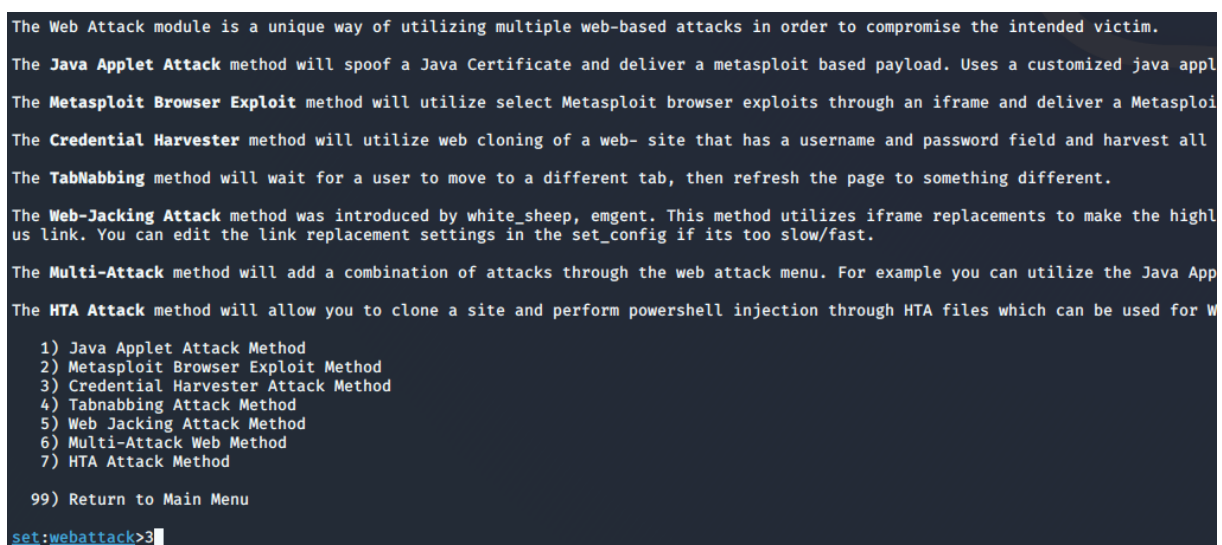 The Web Attack module is a unique way of utilizing multiple web-based attacks in order to compromise the intended victim.
The Java Applet Attack method will spoof a Java Certificate and deliver a metasploit based payload. Uses a customized java appl
The Metasploit Browser Exploit method will utilize select Metasploit browser exploits through an iframe and deliver a Metasploi
The Credential Harvester method will utilize web cloning of a web- site that has a username and password field and harvest all
The TabNabbing method will wait for a user to move to a different tab, then refresh the page to something different.
The Web-Jacking Attack method was introduced by white_sheep, emgent. This method utilizes iframe replacements to make the highl
us link. You can edit the link replacement settings in the set_config if its too slow/fast.
The Multi-Attack method will add a combination of attacks through the web attack menu. For example you can utilize the Java App
The HTA Attack method will allow you to clone a site and perform powershell injection through HTA files which can be used for W
1) Java Applet Attack Method
2) Metasploit Browser Exploit Method
3) Credential Harvester Attack Method
4) Tabnabbing Attack Method
5) Web Jacking Attack Method
6) Multi-Attack Web Method
7) HTA Attack Method
99) Return to Main Menu
set:webattack>3